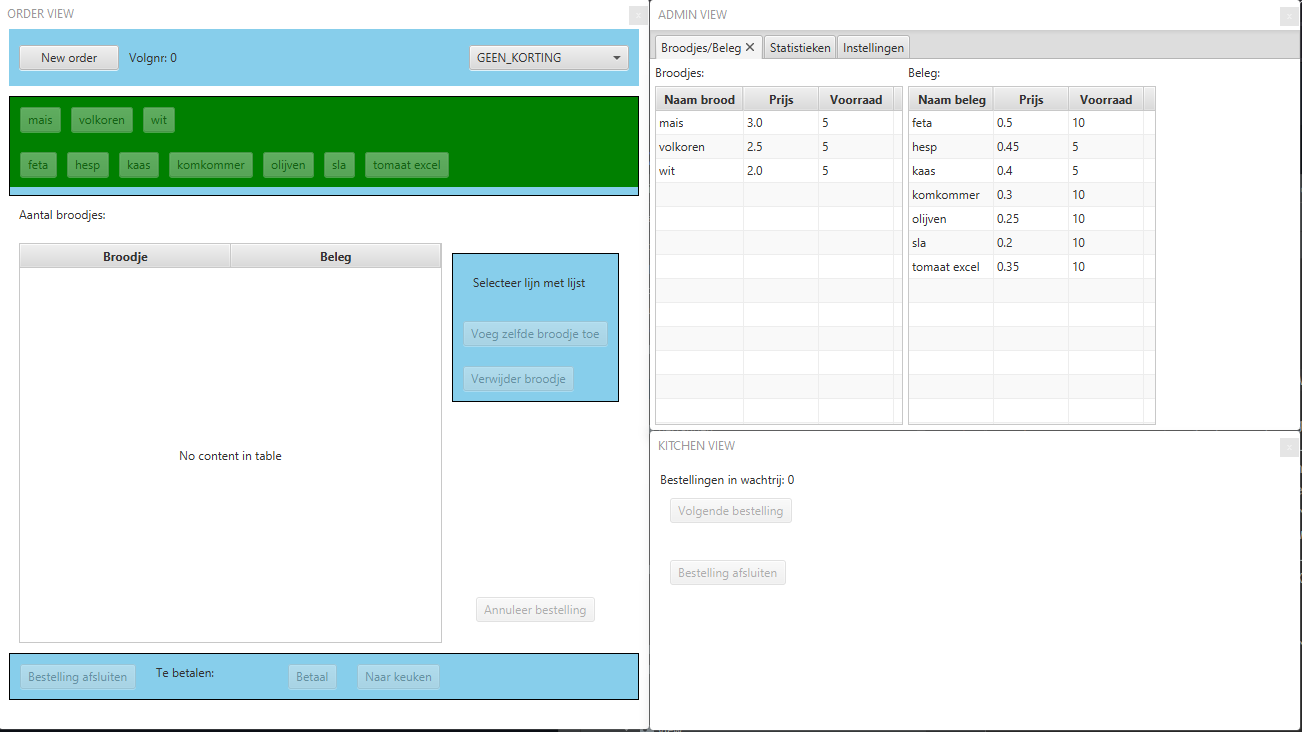 ORDER VIEW
New order Volgnr: 0 GEEN_KORTING
mais volkoren wit
feta hesp kaas komkommer olijven sla tomaat excel
Aantal broodjes:
Broodje Beleg
No content in table
Selecteer lijn met lijst
Voeg zelfde broodje toe
Verwijder broodje
Annuleer bestelling
Bestelling afsluiten Te betalen: Betaal Naar keuken
ADMIN VIEW
Broodjes/Beleg Statistieken Instellingen
Broodjes:
Naam brood Prijs Voorraad
mais 3.0 5
volkoren 2.5 5
wit 2.0 5
Beleg:
Naam beleg Prijs Voorraad
feta 0.5 10
hesp 0.45 5
kaas 0.4 5
komkommer 0.3 10
olijven 0.25 10
sla 0.2 10
tomaat excel 0.35 10
KITCHEN VIEW
Bestellingen in wachtrij: 0
Volgende bestelling
Bestelling afsluiten